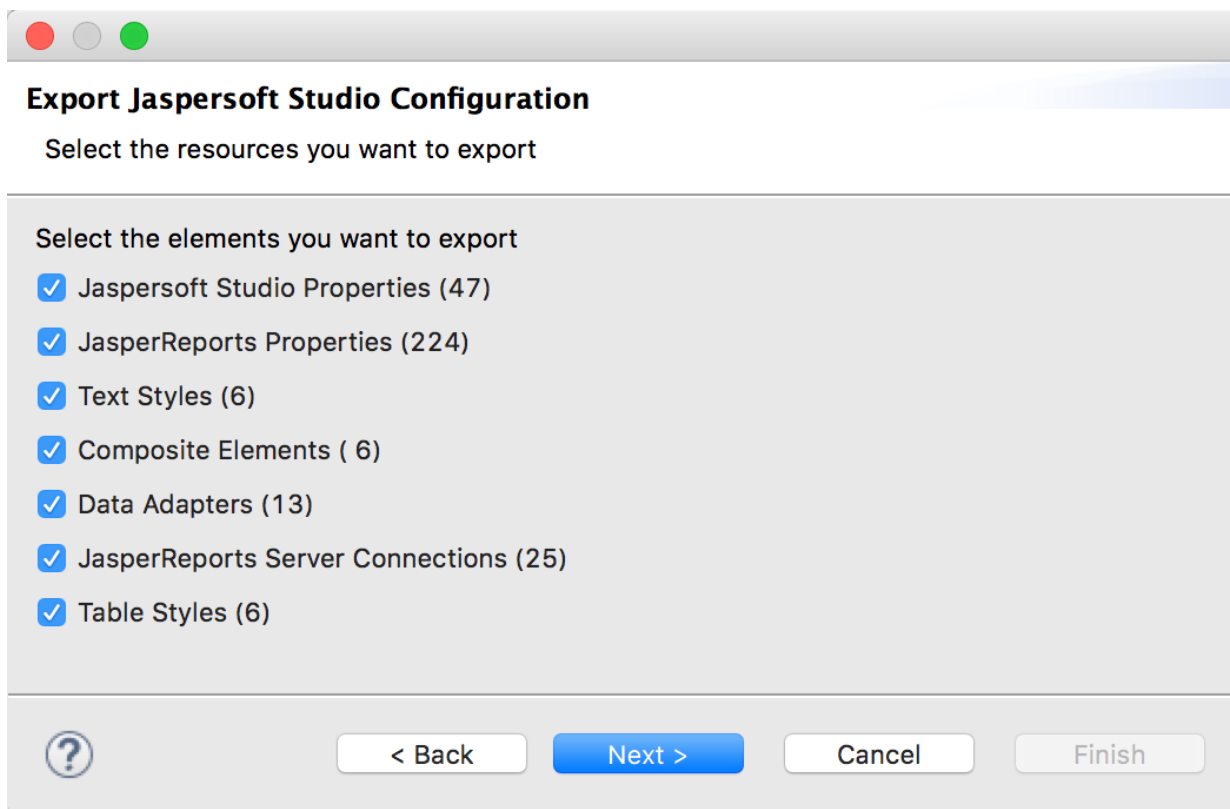 Export Jaspersoft Studio Configuration
Select the resources you want to export
Select the elements you want to export
Jaspersoft Studio Properties (47)
JasperReports Properties (224)
Text Styles (6)
Composite Elements ( 6)
Data Adapters (13)
JasperReports Server Connections (25)
Table Styles (6)
? < Back Next > Cancel Finish